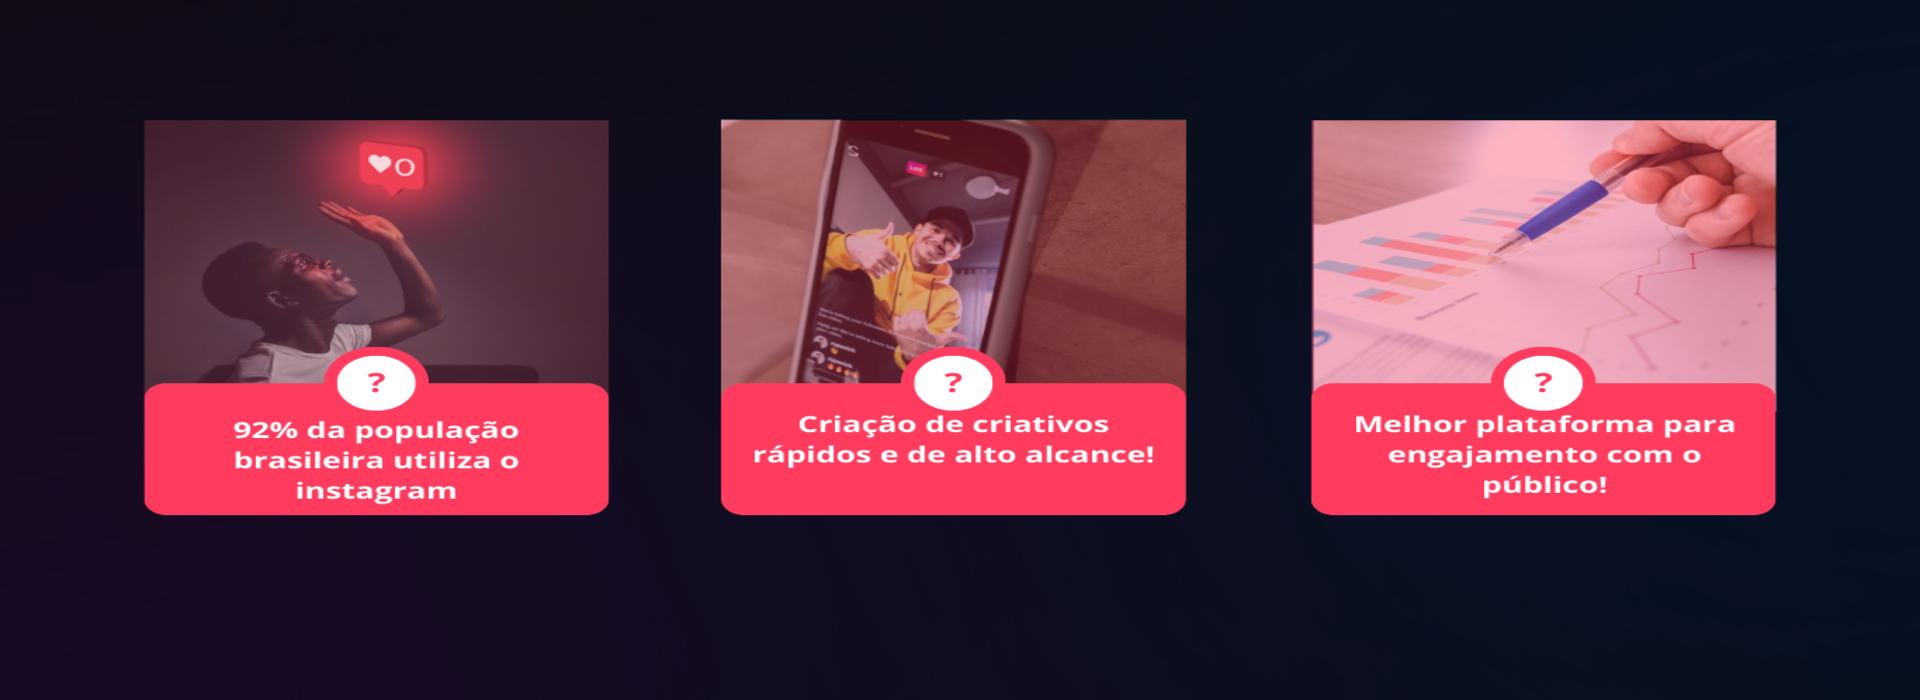 O
LIVE
End
?
?
?
92% da população
brasileira utiliza o
instagram
Criação de criativos
rápidos e de alto alcance!
Melhor plataforma para
engajamento com o
público!